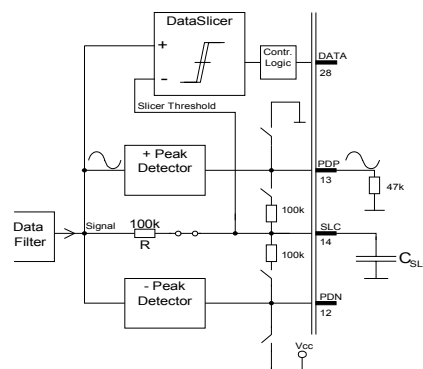 DataSlicer
+
-
Contr.
Logic
DATA
28
Slicer Threshold
+ Peak
Detector
PDP
13
47k
100k
Data
Filter
Signal
100k
R
SLC
14
100k
CSL
- Peak
Detector
PDN
12
Vcc